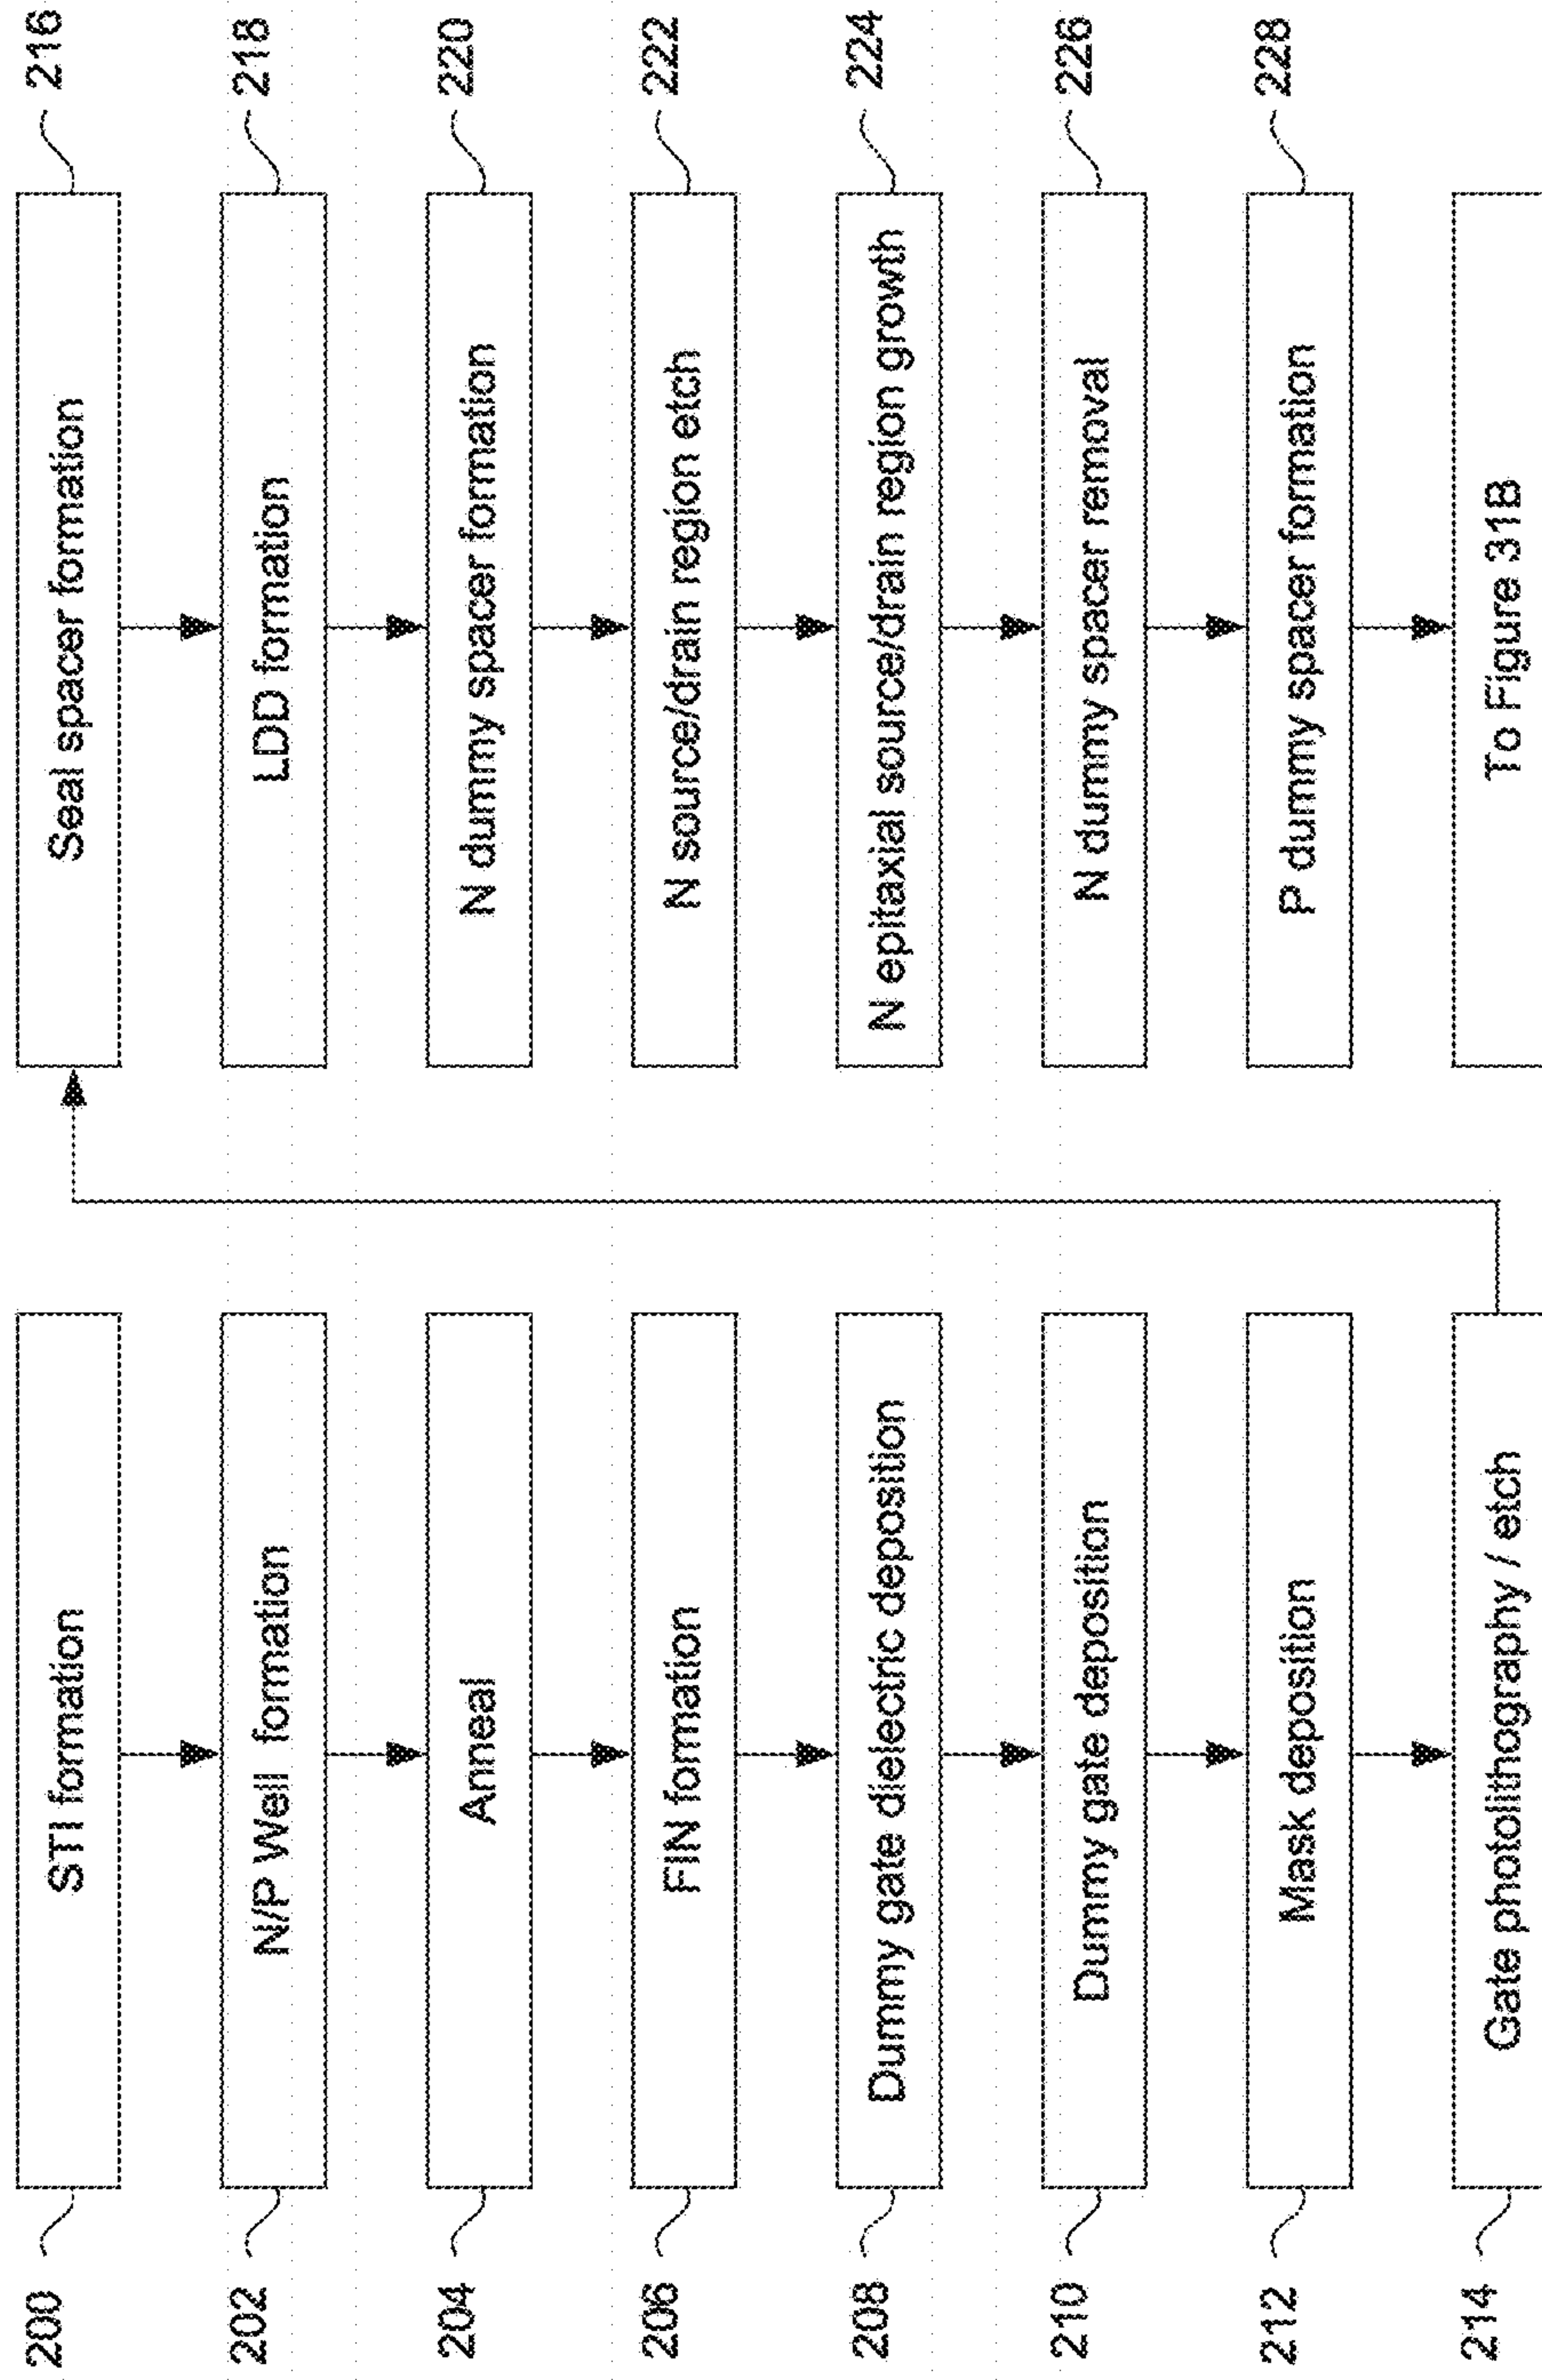 200
STI formation
202
N/P Well formation
204
Anneal
206
FIN formation
208
Dummy gate dielectric deposition
210
Dummy gate deposition
212
Mask deposition
214
Gate photolithography / etch
Seal spacer formation
216
LDD formation
218
N dummy spacer formation
220
N source/drain region etch
222
N epitaxial source/drain region growth
224
N dummy spacer removal
226
P dummy spacer formation
228
To Figure 31B